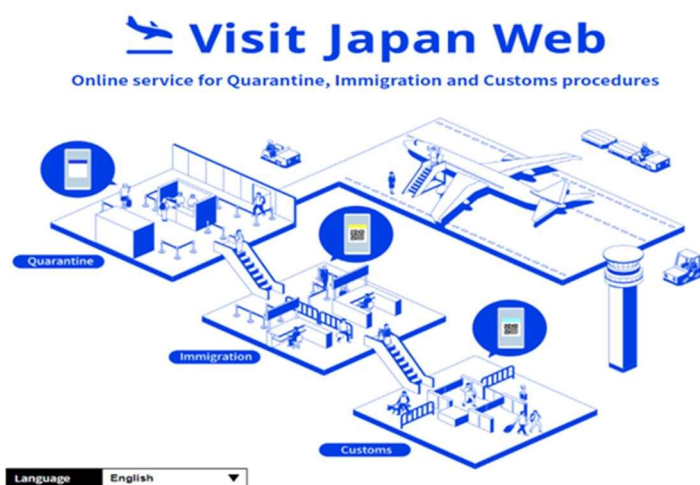 Visit Japan Web
Online service for Quarantine, Immigration and Customs procedures
Quarantine
Immigration
Customs
Language English